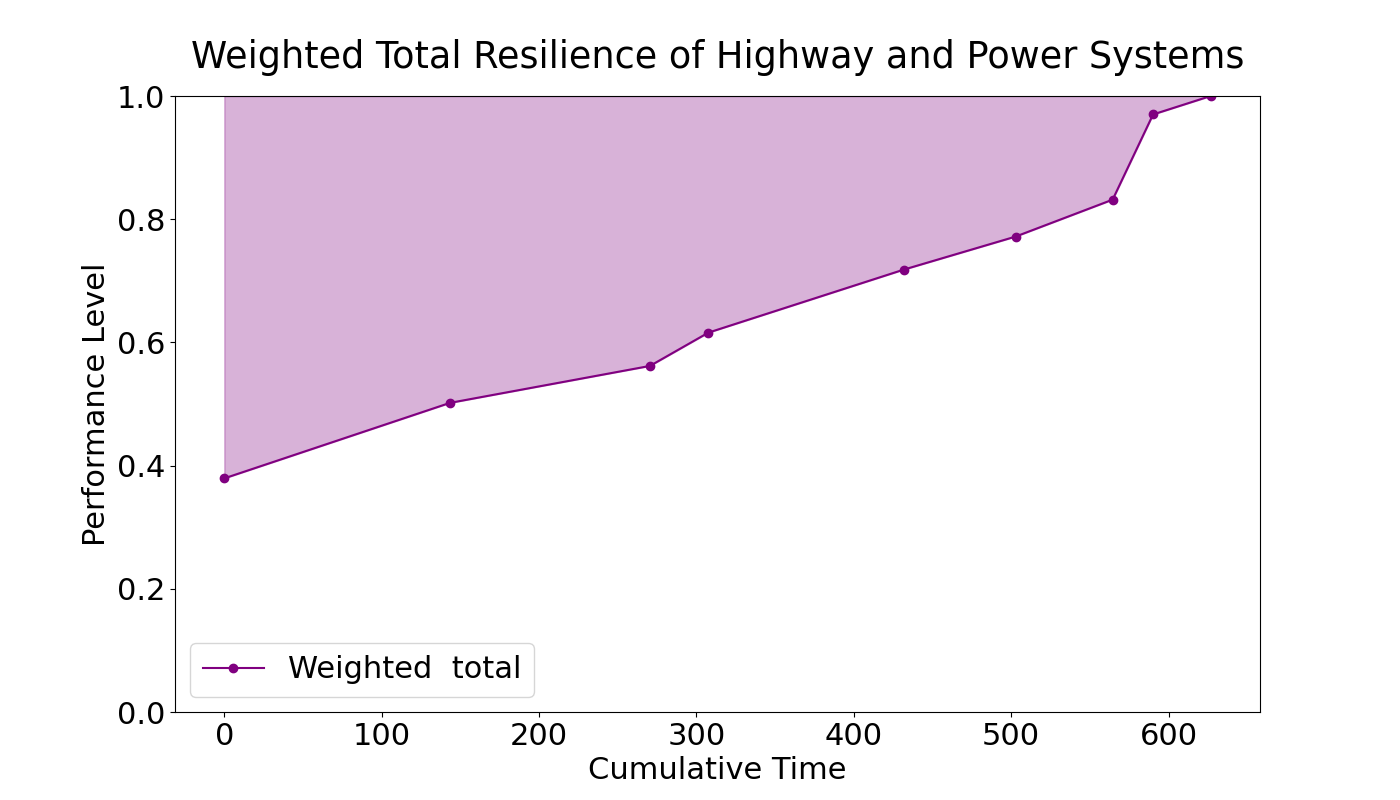 Weighted Total Resilience of Highway and Power Systems
1.0
0.8
0.6
0.4
0.2
0.0
Performance Level
Weighted  total
0 100 200 300 400 500 600
Cumulative Time